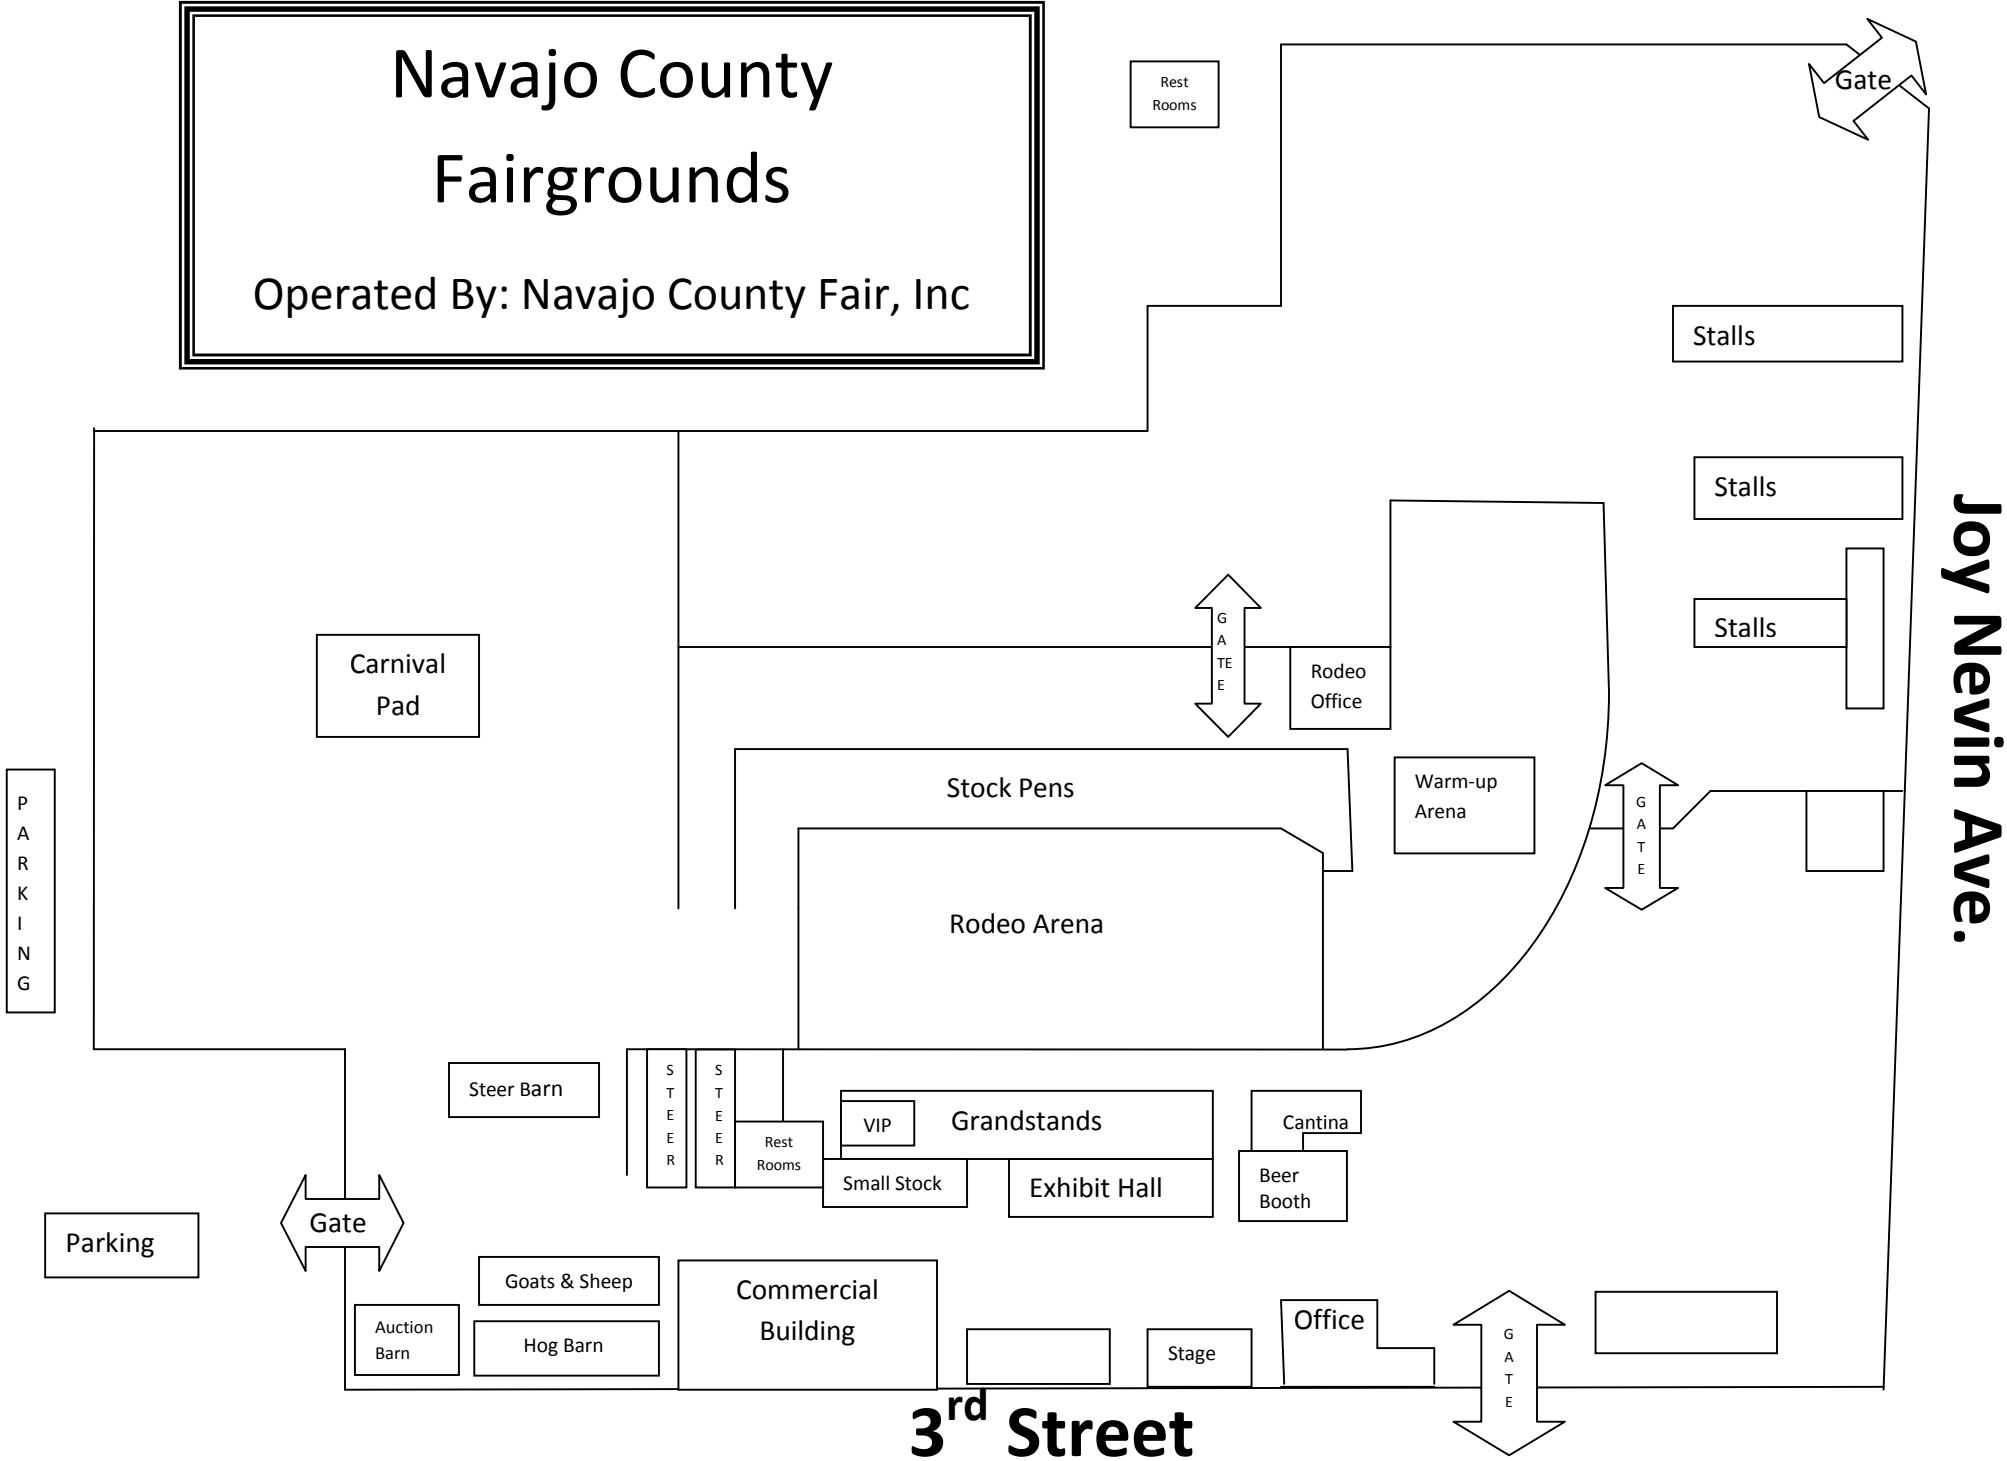 Navajo County
Fairgrounds
Operated By: Navajo County Fair, Inc
Rest
Rooms
Gate
Stalls
Stalls
Stalls
Joy Nevin Ave.
Carnival
Pad
G
A
TE
E
Rodeo
Office
Stock Pens
Warm-up
Arena
G
A
T
E
P
A
R
K
I
N
G
Rodeo Arena
Steer Barn
S
T
E
E
R
S
T
E
E
R
Rest
Rooms
VIP
Grandstands
Cantina
Small Stock
Exhibit Hall
Beer
Booth
Gate
Parking
Goats & Sheep
Auction
Barn
Hog Barn
Commercial
Building
Stage
Office
G
A
T
E
3rd Street